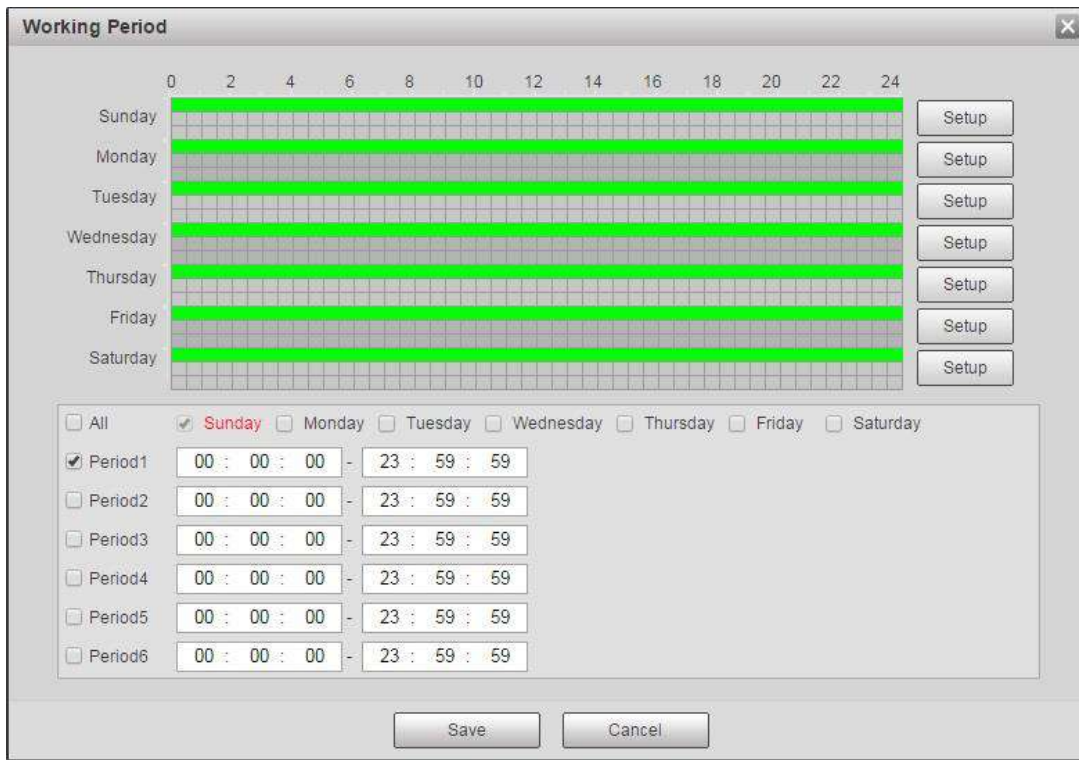 Working Period
0 2 4 6 8 10 12 14 16 18 20 22 24
Sunday Setup
Monday Setup
Tuesday Setup
Wednesday Setup
Thursday Setup
Friday Setup
Saturday Setup
All Sunday Monday Tuesday Wednesday Thursday Friday Saturday
Period1 00 : 00 : 00 - 23 : 59 : 59
Period2 00 : 00 : 00 - 23 : 59 : 59
Period3 00 : 00 : 00 - 23 : 59 : 59
Period4 00 : 00 : 00 - 23 : 59 : 59
Period5 00 : 00 : 00 - 23 : 59 : 59
Period6 00 : 00 : 00 - 23 : 59 : 59
Save Cancel